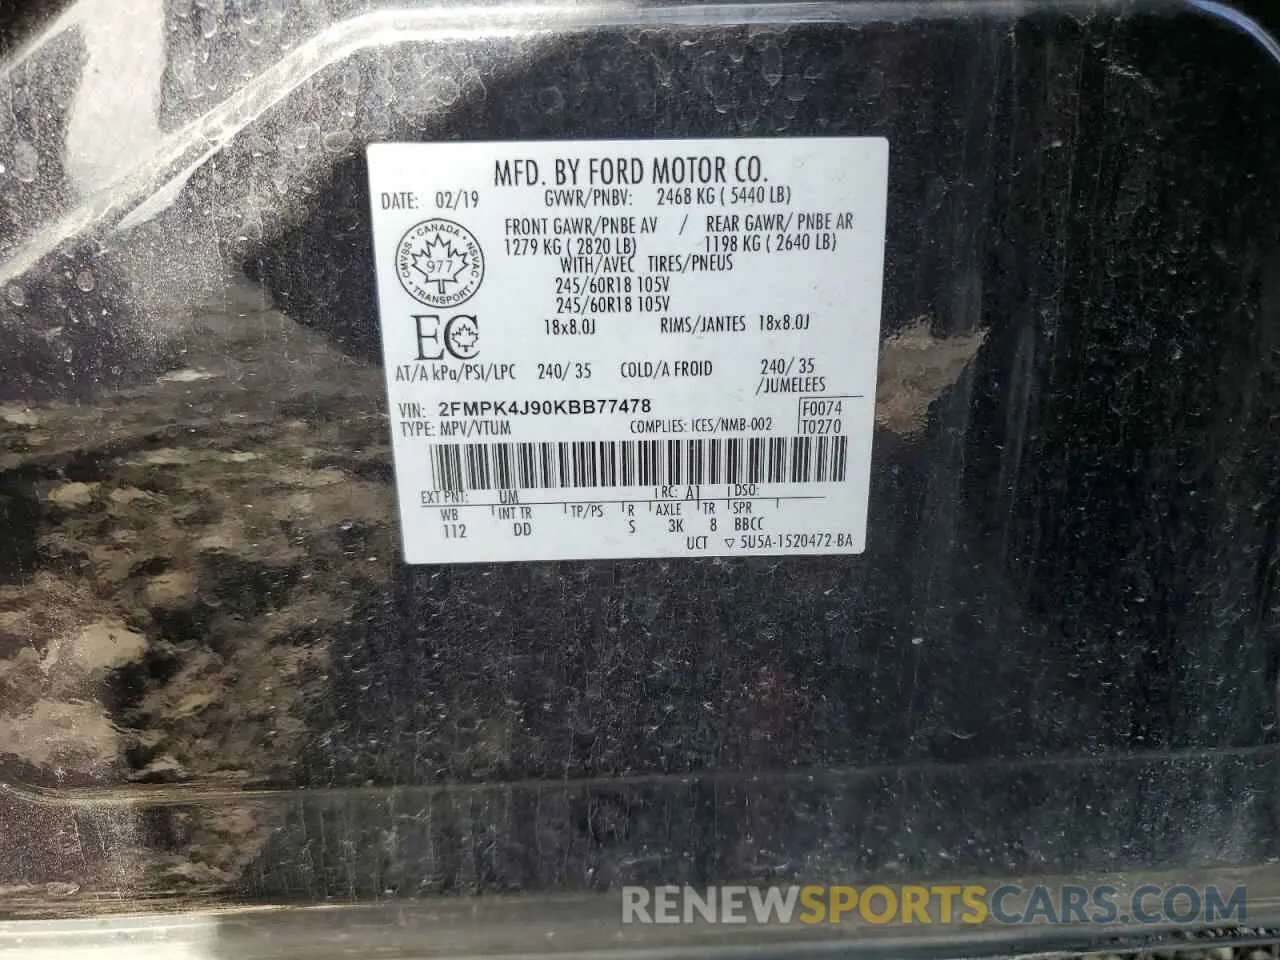 MFD. BY FORD MOTOR CO.
DATE: 02/19 GVWR/PNBV: 2468 KG ( 5440 LB)
FRONT GAWR/PNBE AV / REAR GAWR/ PNBE AR
1279 KG ( 2820 LB) 1198 KG ( 2640 LB)
WITH/AVEC TIRES/PNEUS
245/60R18 105V
245/60R18 105V
18x8.0J RIMS/JANTES 18x8.0J
CANADA
CMVSS NSVAC
977
TRANSPORT
EC
AT/A kPa/PSI/LPC 240/ 35 COLD/A FROID 240/ 35
/JUMELEES
VIN: 2FMPK4J90KBB77478 F0074
TYPE: MPV/VTUM COMPLIES: ICES/NMB-002 T0270
EXT PNT: UM RC: A1 DSO:
WB INT TR TP/PS R AXLE TR SPR
112 DD S 3K 8 BBCC
UCT ▽ 5U5A-1520472-BA
RENEWSPORTSCARS.COM